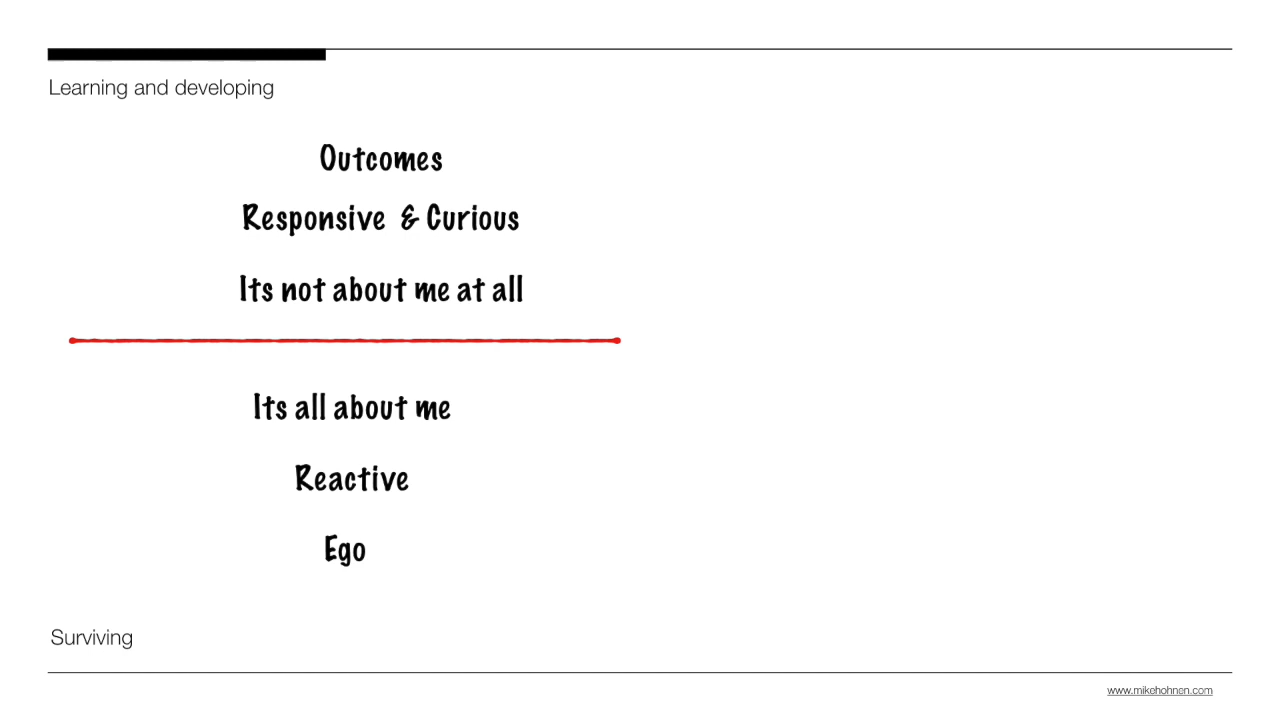 Learning and developing
Outcomes
Responsive & Curious
Its not about me at all
Its all about me
Reactive
Ego
Surviving
www.mikehohnen.com